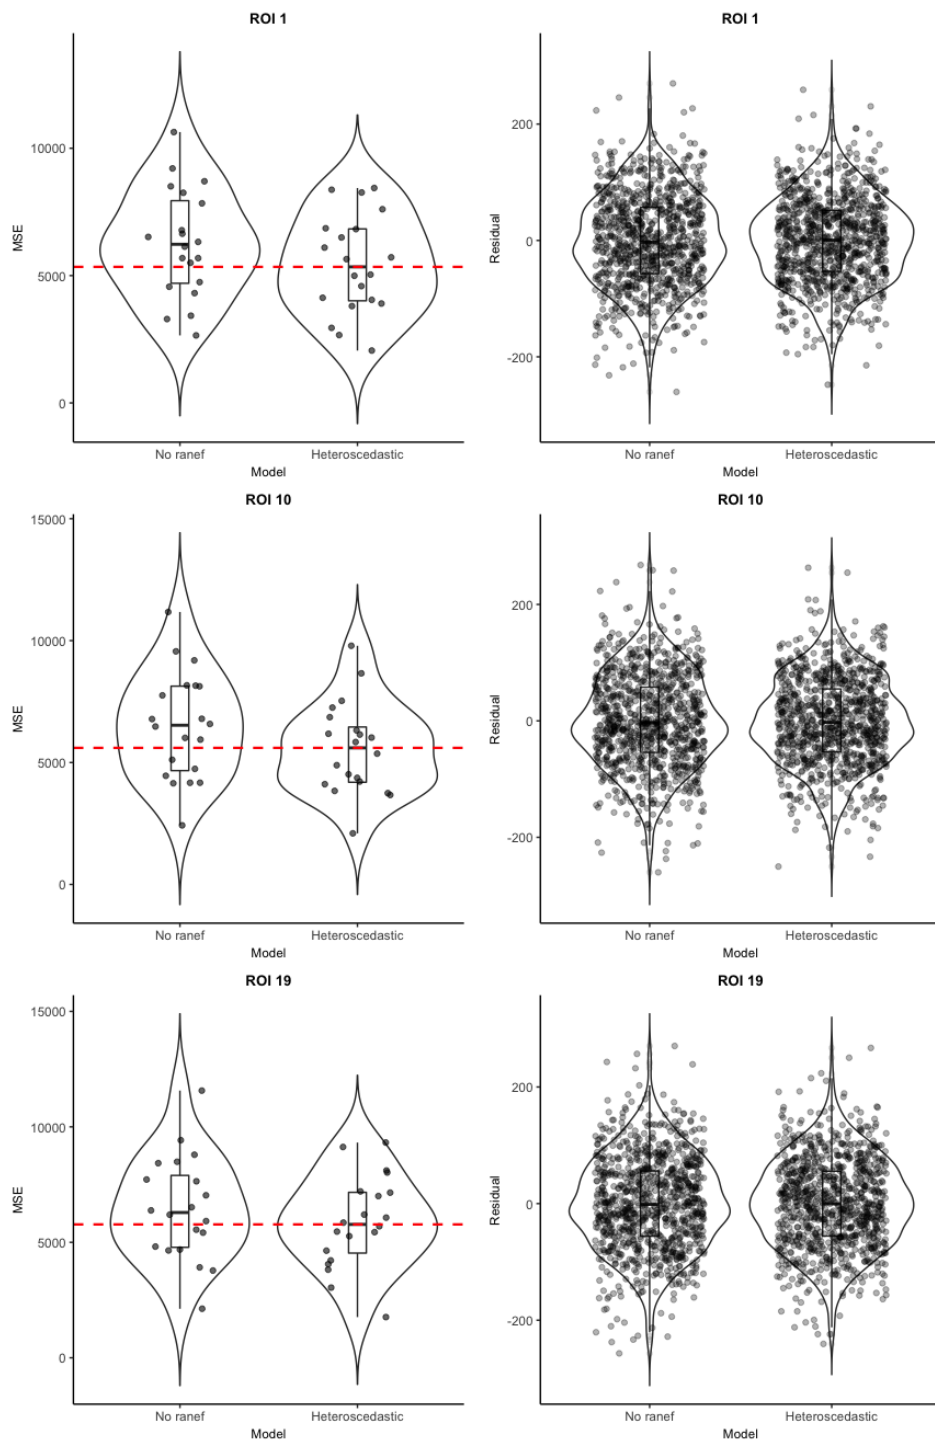 ROI 1
MSE
10000
5000
0
No ranef
Heteroscedastic
Model
ROI 1
Residual
200
0
-200
No ranef
Heteroscedastic
Model
ROI 10
MSE
15000
10000
5000
0
No ranef
Heteroscedastic
Model
ROI 10
Residual
200
0
-200
No ranef
Heteroscedastic
Model
ROI 19
MSE
15000
10000
5000
0
No ranef
Heteroscedastic
Model
ROI 19
Residual
200
0
-200
No ranef
Heteroscedastic
Model